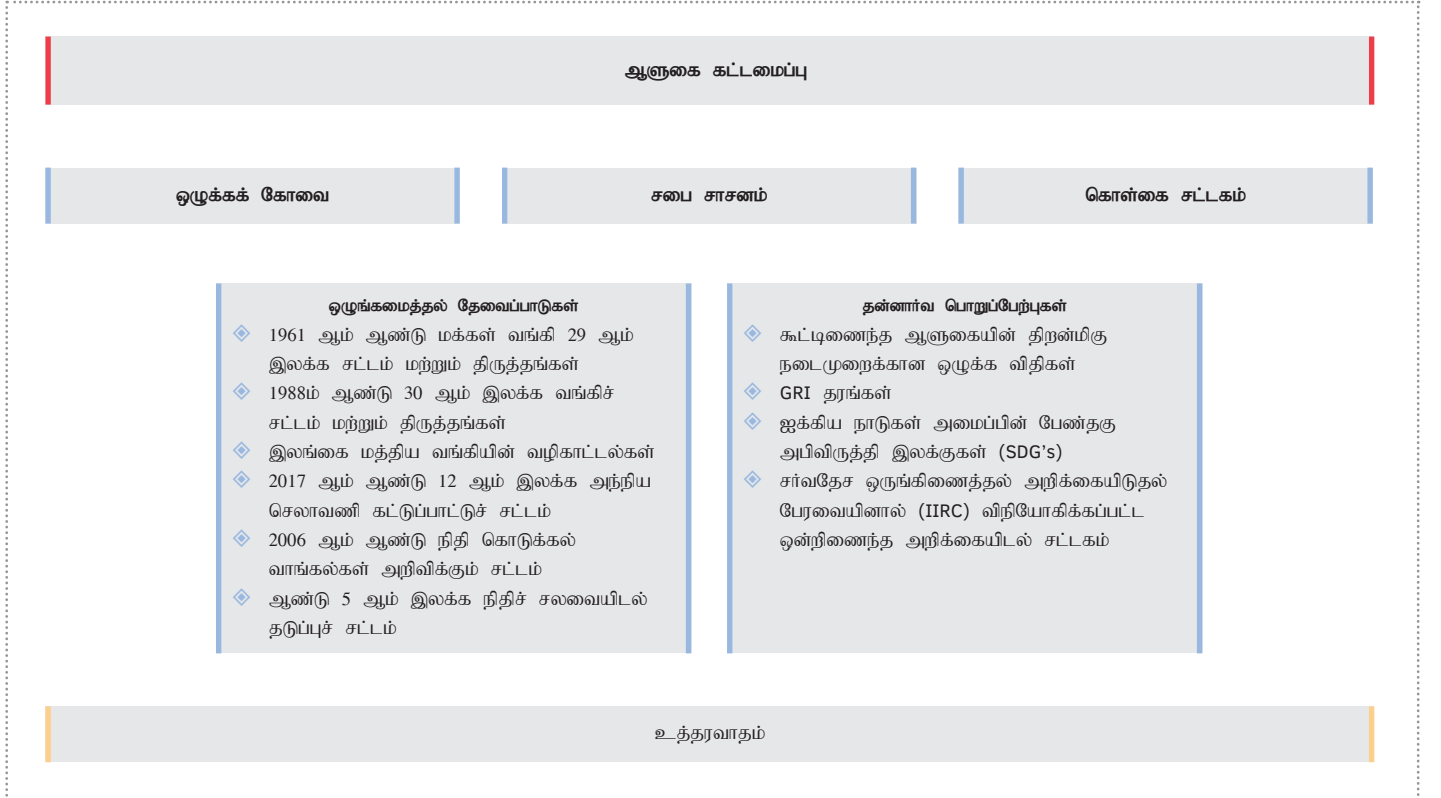 ஆளுகை கட்டமைப்பு
ஒழுக்கக் கோவை
சபை சாசனம்
கொள்கை சட்டகம்
ஒழுங்கமைத்தல் தேவைப்பாடுகள்
1961 ஆம் ஆண்டு மக்கள் வங்கி 29 ஆம்
இலக்க சட்டம் மற்றும் திருத்தங்கள்
1988ம் ஆண்டு 30 ஆம் இலக்க வங்கிச்
சட்டம் மற்றும் திருத்தங்கள்
இலங்கை மத்திய வங்கியின் வழிகாட்டல்கள்
2017 ஆம் ஆண்டு 12 ஆம் இலக்க அந்நிய
செலாவணி கட்டுப்பாட்டுச் சட்டம்
2006 ஆம் ஆண்டு நிதி கொடுக்கல்
வாங்கல்கள் அறிவிக்கும் சட்டம்
ஆண்டு 5 ஆம் இலக்க நிதிச் சலவையிடல்
தடுப்புச் சட்டம்
தன்னார்வ பொறுப்பேற்புகள்
கூட்டிணைந்த ஆளுகையின் திறன்மிகு
நடைமுறைக்கான ஒழுக்க விதிகள்
GRI தரங்கள்
ஐக்கிய நாடுகள் அமைப்பின் பேண்தகு
அபிவிருத்தி இலக்குகள் (SDG's)
சர்வதேச ஒருங்கிணைத்தல் அறிக்கையிடுதல்
பேரவையினால் (IIRC) விநியோகிக்கப்பட்ட
ஒன்றிணைந்த அறிக்கையிடல் சட்டகம்
உத்தரவாதம்